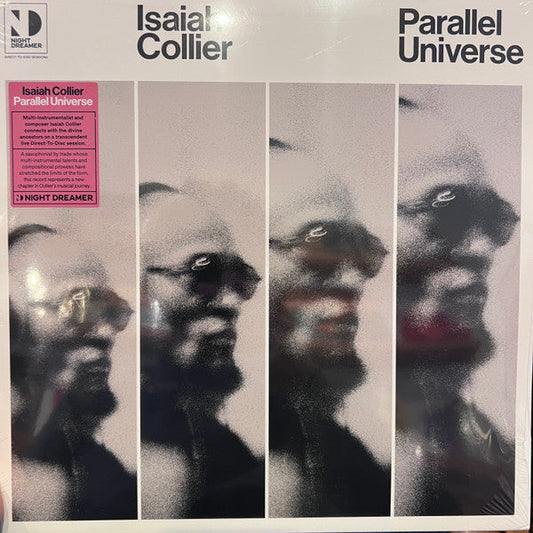 NIGHT
DREAMER
DIRECT-TO-DISC SESSIONS
Isaiah
Collier
Parallel
Universe
Isaiah Collier
Parallel Universe
Multi-Instrumentalist and
composer Isaiah Collier
connects with the divine
ancestors on a transcendent
live Direct-To-Disc session.
A saxophonist by trade whose
multi-instrumental talents and
compositional prowess have
stretched the limits of the form,
this record represents a new
chapter in Collier's musical journey.
NIGHT DREAMER